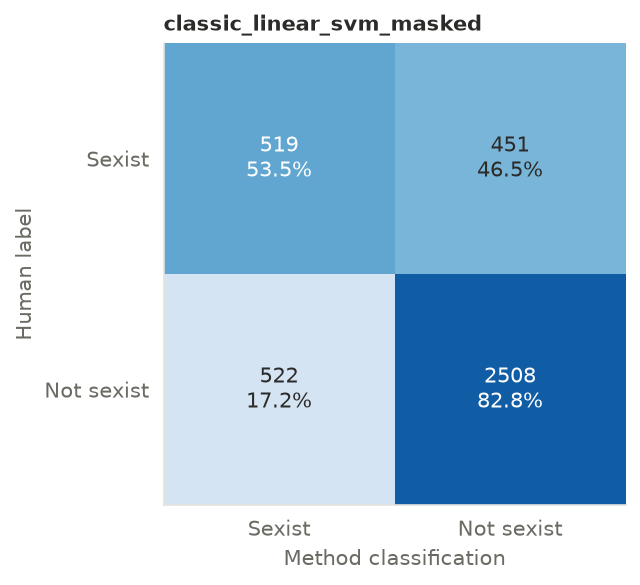 classic_linear_svm_masked
Human label
Sexist
519
53.5%
451
46.5%
Not sexist
522
17.2%
2508
82.8%
Sexist
Not sexist
Method classification